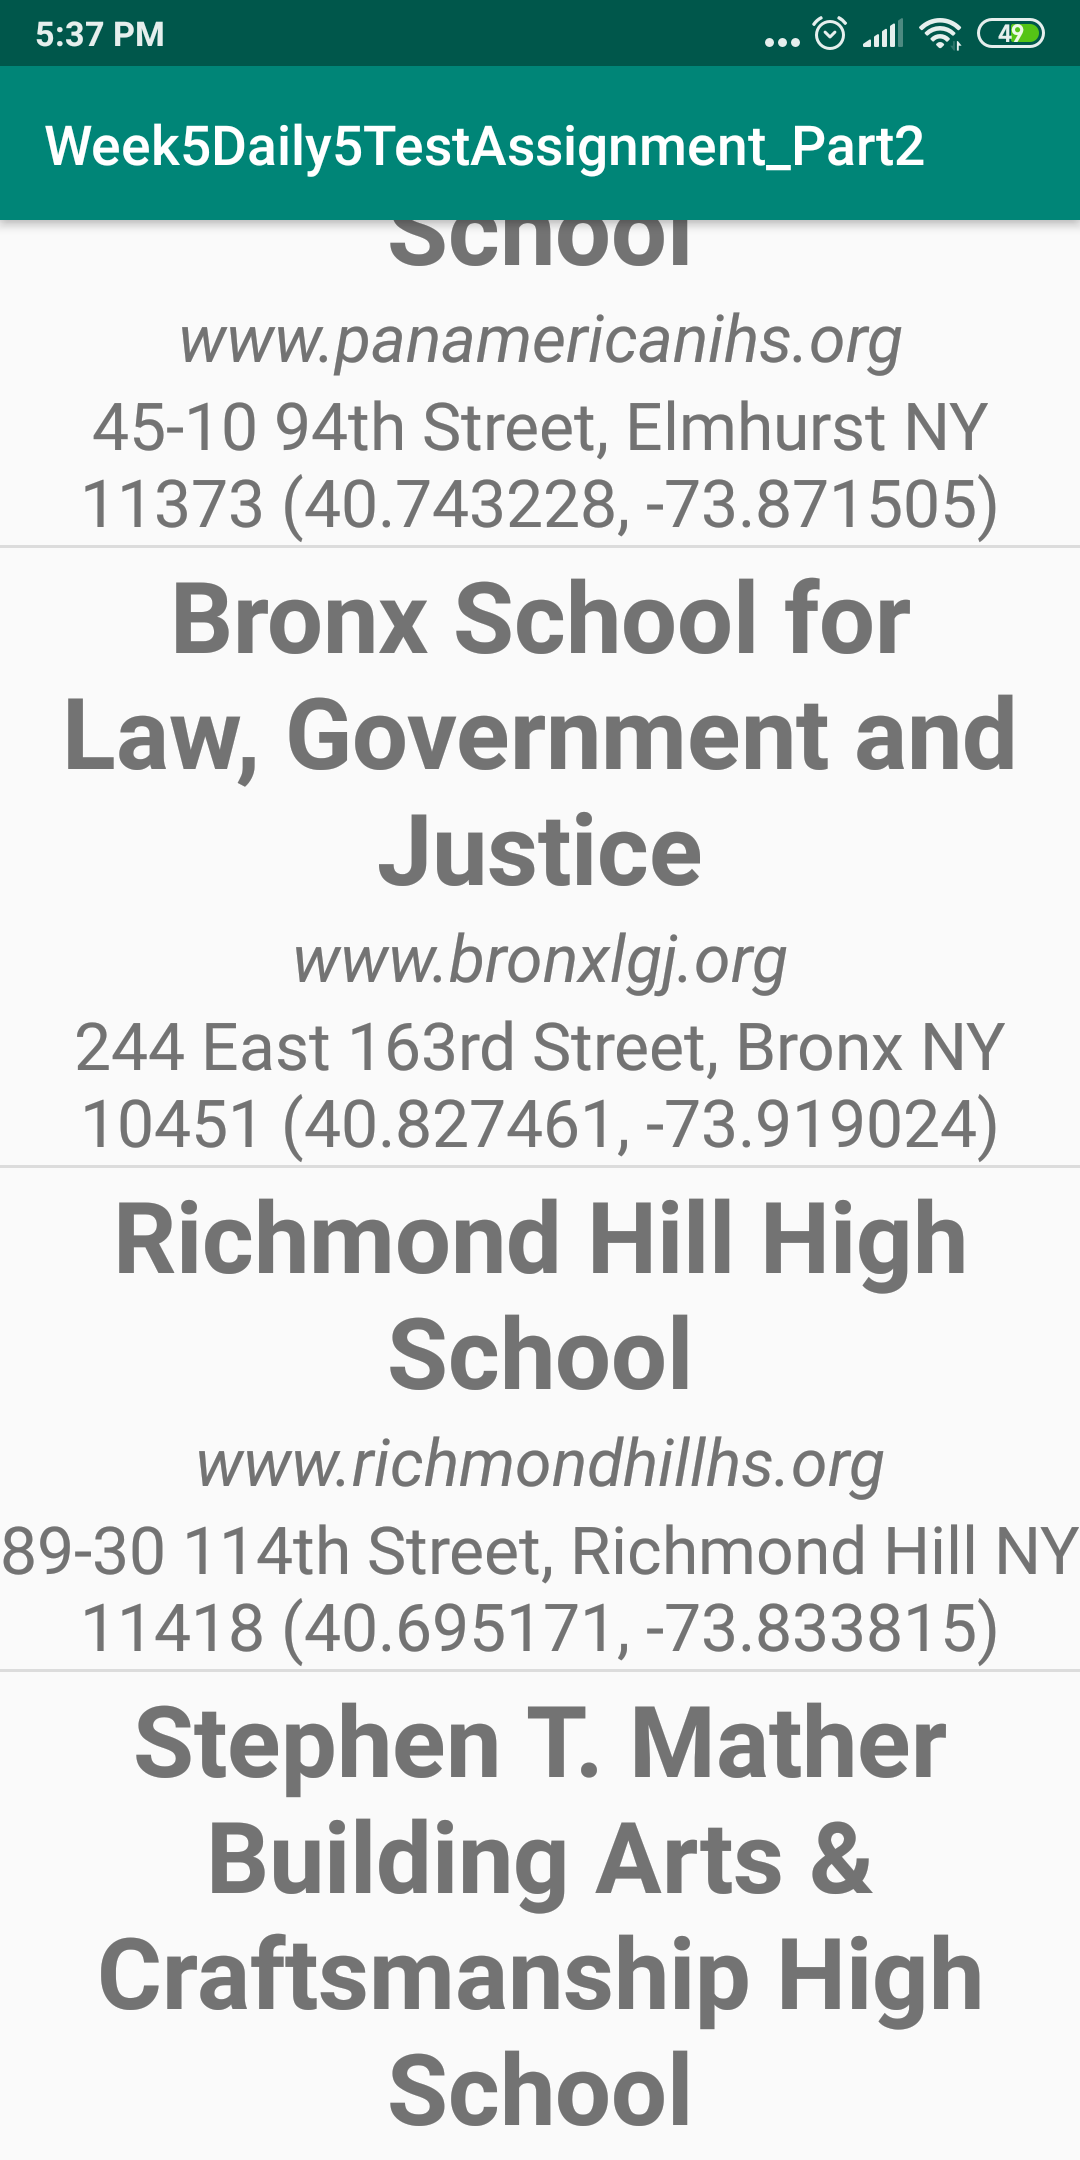 5:37 PM
49
Week5Daily5TestAssignment_Part2
School
www.panamericanihs.org
45-10 94th Street, Elmhurst NY
11373 (40.743228, -73.871505)
Bronx School for
Law, Government and
Justice
www.bronxlgj.org
244 East 163rd Street, Bronx NY
10451 (40.827461, -73.919024)
Richmond Hill High
School
www.richmondhillhs.org
89-30 114th Street, Richmond Hill NY
11418 (40.695171, -73.833815)
Stephen T. Mather
Building Arts &
Craftsmanship High
School